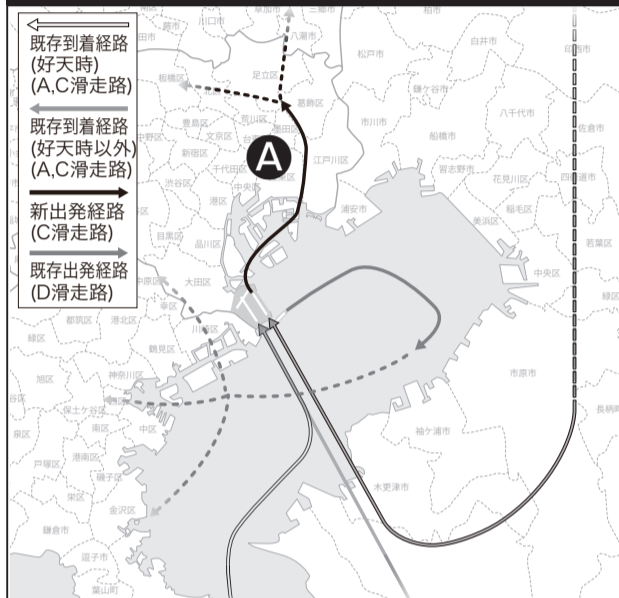 既存到着経路
(好天時)
(A,C滑走路)
既存到着経路
(好天時以外)
(A,C滑走路)
新出発経路
(C滑走路)
既存出発経路
(D滑走路)
A
川口市
三郷市
柏市
八潮市
松戸市
白井市
印西市
足立区
板橋区
葛飾区
鎌ケ谷市
荒川区
豊島区
文京区
墨田区
市川市
船橋市
八千代市
佐倉市
中野区
新宿区
千代田区
江戸川区
習志野市
花見川区
四街道市
渋谷区
中央区
港区
浦安市
美浜区
稲毛区
若葉区
目黒区
品川区
中央区
緑区
中原区
大田区
幸区
都筑区
港北区
川崎区
緑区
鶴見区
市原市
旭区
神奈川区
保土ケ谷区
西区
長柄町
泉区
南区
中区
袖ケ浦市
戸塚区
港南区
磯子区
木更津市
栄区
金沢区
鎌倉市
逗子市
葉山町